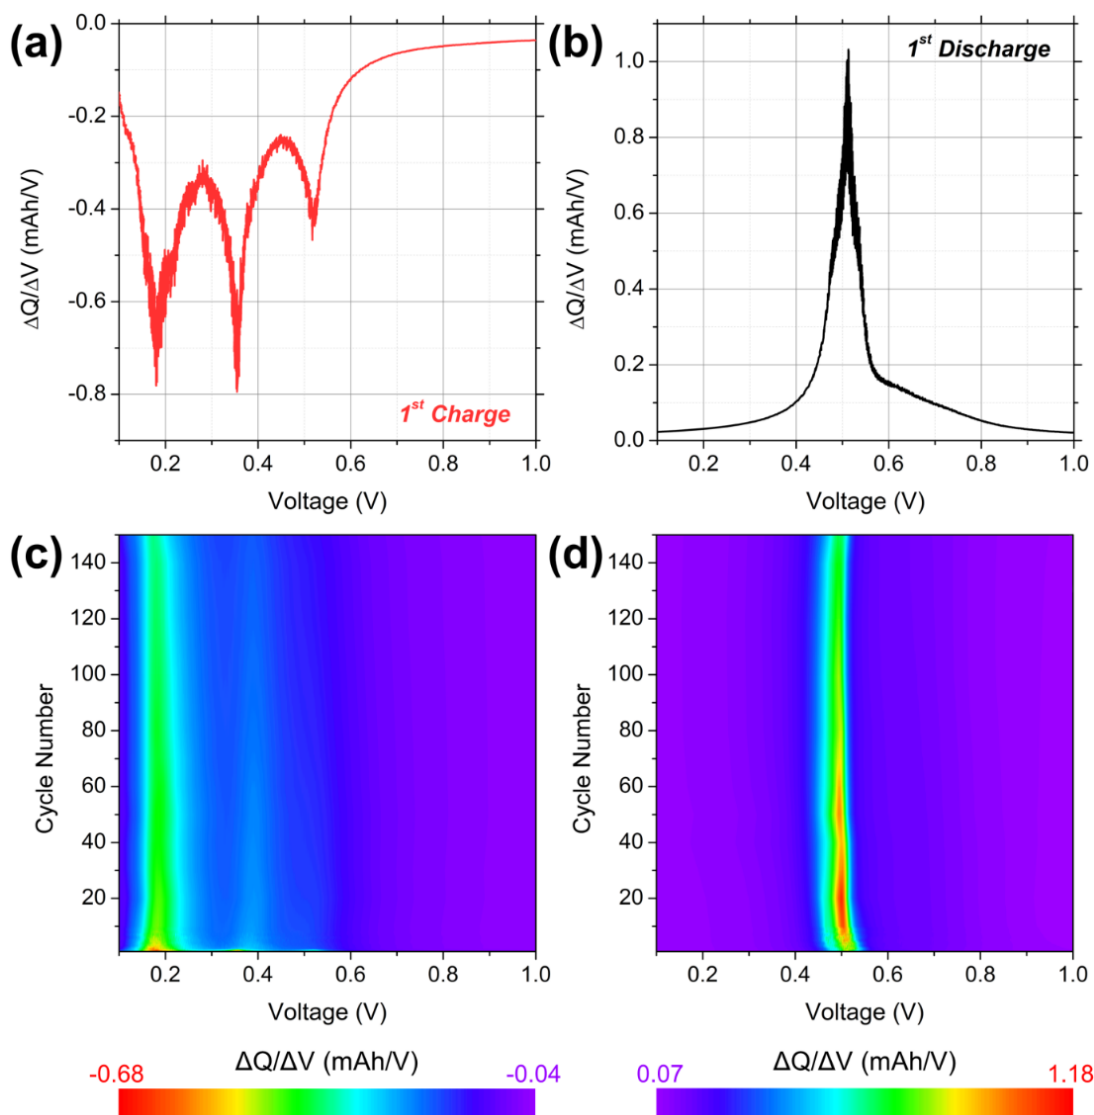 (a)
0.0
-0.2
-0.4
-0.6
-0.8
ΔQ/ΔV (mAh/V)
1st Charge
0.2 0.4 0.6 0.8 1.0
Voltage (V)
(b)
1.0
0.8
0.6
0.4
0.2
0.0
ΔQ/ΔV (mAh/V)
1st Discharge
0.2 0.4 0.6 0.8 1.0
Voltage (V)
(c)
140
120
100
80
60
40
20
Cycle Number
0.2 0.4 0.6 0.8 1.0
Voltage (V)
ΔQ/ΔV (mAh/V)
-0.68 -0.04
(d)
140
120
100
80
60
40
20
Cycle Number
0.2 0.4 0.6 0.8 1.0
Voltage (V)
ΔQ/ΔV (mAh/V)
0.07 1.18